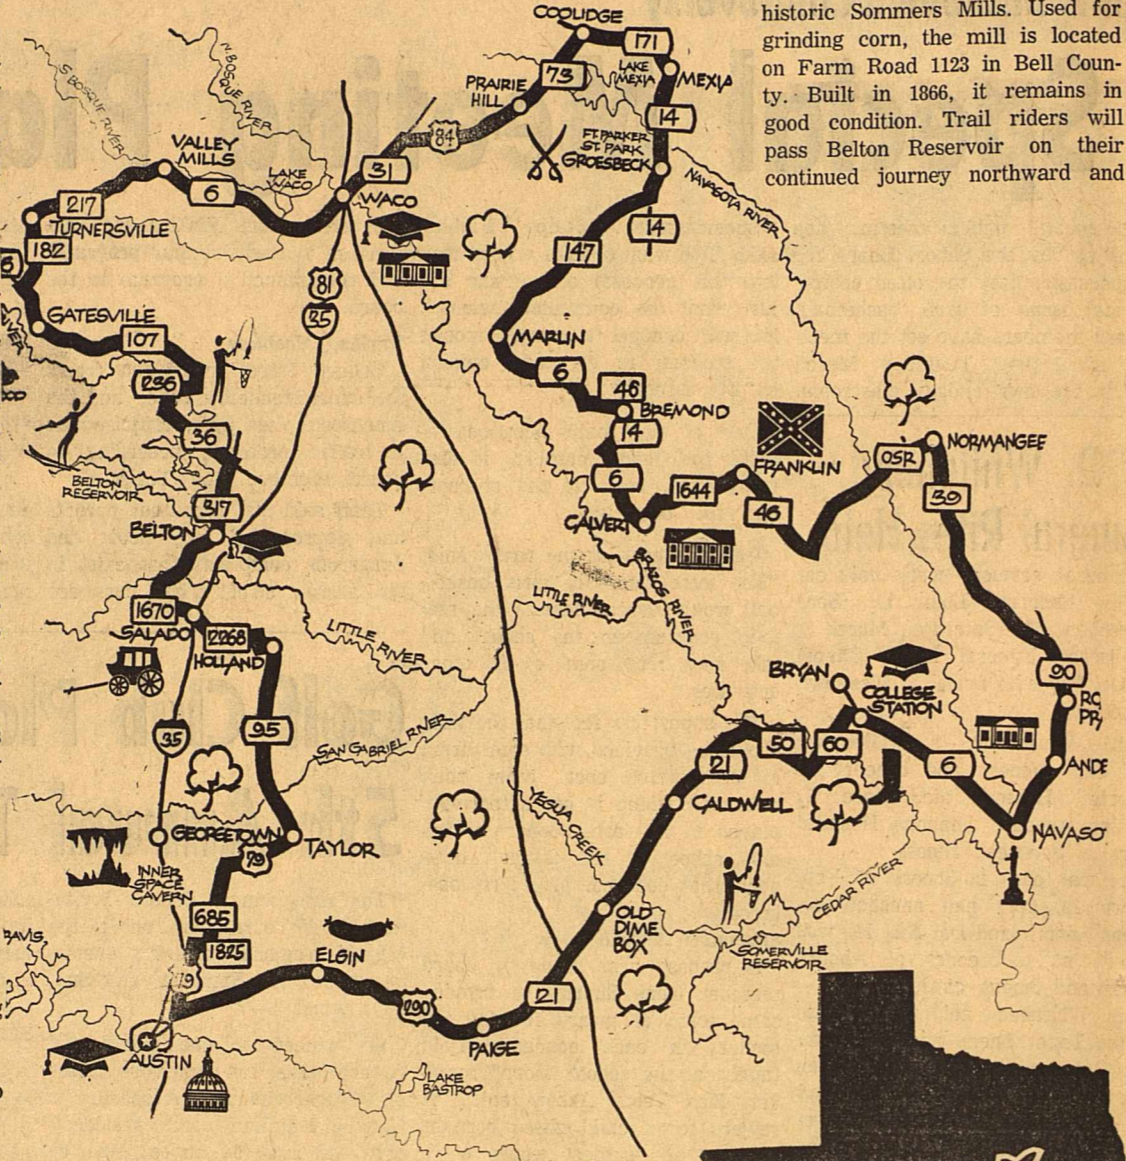 historic Sommers Mills. Used for
grinding corn, the mill is located
on Farm Road 1123 in Bell Coun-
ty. Built in 1866, it remains in
good condition. Trail riders will
pass Belton Reservoir on their
continued journey northward and
COOLIDGE
171
LAKE
MEXIA
MEXIA
73
PRAIRIE
HILL
14
84
FT. PARKER
ST. PARK
GROESBECK
S. BOSQUE RIVER
N. BOSQUE RIVER
VALLEY
MILLS
LAKE
WACO
31
WACO
6
217
TURNERSVILLE
182
NAVASOTA RIVER
14
147
81
35
GATESVILLE
107
236
MARLIN
6
46
BREMOND
14
36
BELTON
RESERVOIR
317
BELTON
6
1644
FRANKLIN
46
CALVERT
OSR
NORMANGEE
39
BRAZOS RIVER
LITTLE RIVER
1670
SALADO
2268
HOLLAND
LITTLE RIVER
BRYAN
COLLEGE
STATION
90
35
95
SAN GABRIEL RIVER
21
50
60
6
ANDE
CALDWELL
NAVASO
YEGUA CREEK
GEORGETOWN
TAYLOR
79
INNER
SPACE
CAVERN
685
1825
CEDAR RIVER
OLD
DIME
BOX
SOMERVILLE
RESERVOIR
ELGIN
290
21
PAIGE
AUSTIN
LAKE
BASTROP